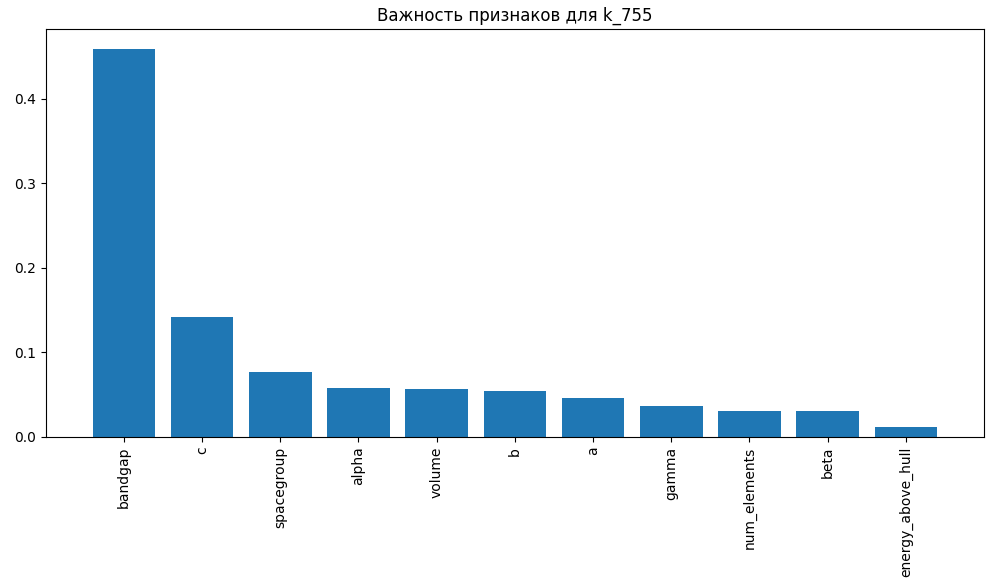 Важность признаков для k_755
0.4
0.3
0.2
0.1
0.0
bandgap
c
spacegroup
alpha
volume
b
a
gamma
num_elements
beta
energy_above_hull